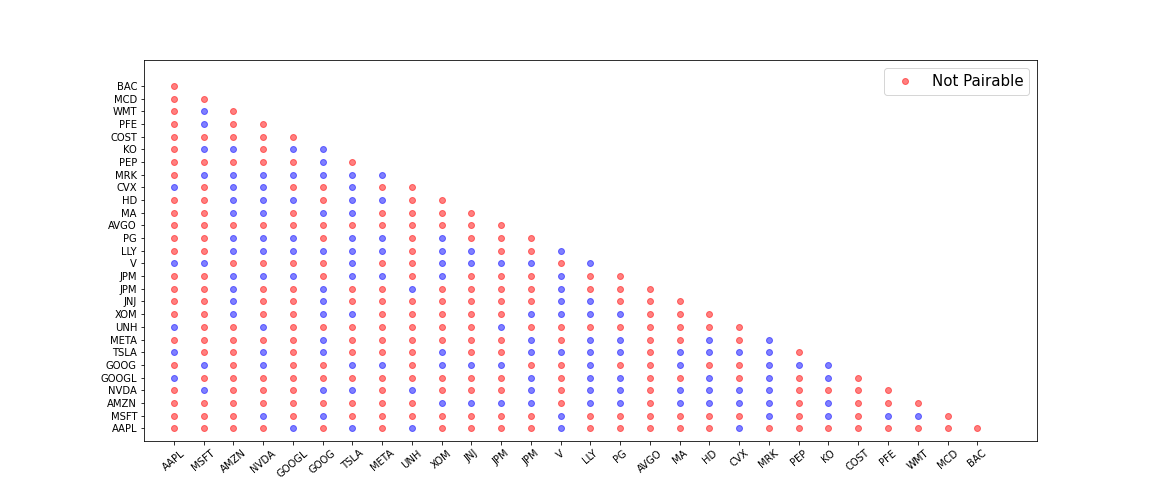 Not Pairable
BAC
MCD
WMT
PFE
COST
KO
PEP
MRK
CVX
HD
MA
AVGO
PG
LLY
V
JPM
JPM
JNJ
XOM
UNH
META
TSLA
GOOG
GOOGL
NVDA
AMZN
MSFT
AAPL
AAPL MSFT AMZN NVDA GOOGL GOOG TSLA META UNH XOM JNJ JPM JPM V LLY PG AVGO MA HD CVX MRK PEP KO COST PFE WMT MCD BAC